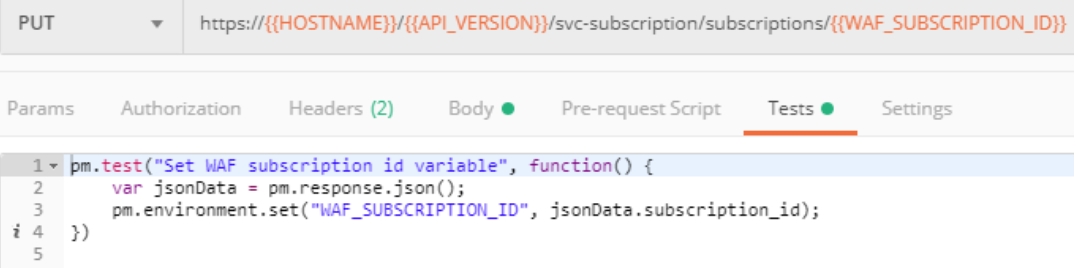 PUT https://{{HOSTNAME}}/{{API_VERSION}}/svc-subscription/subscriptions/{{WAF_SUBSCRIPTION_ID}}
Params Authorization Headers (2) Body Pre-request Script Tests Settings
1 pm.test("Set WAF subscription id variable", function() {
2     var jsonData = pm.response.json();
3     pm.environment.set("WAF_SUBSCRIPTION_ID", jsonData.subscription_id);
i 4 })
5